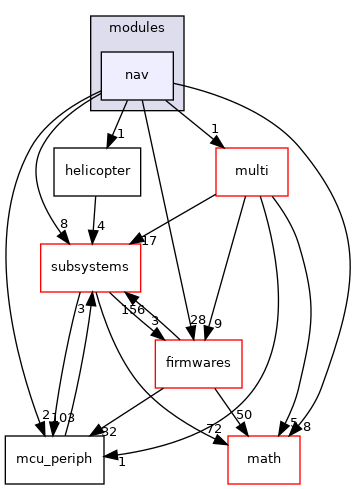 modules
nav
1
1
helicopter
multi
8
4
17
subsystems
3
156
3
28
9
firmwares
2
103
82
72
50
5
8
mcu_periph
1
math